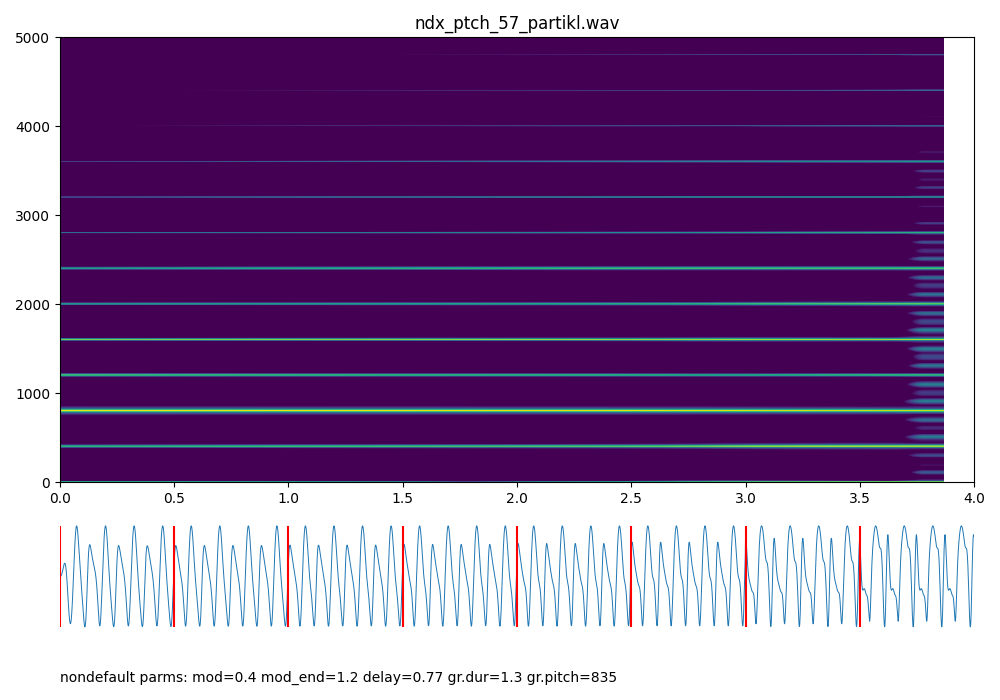 ndx_ptch_57_partikl.wav
5000
4000
3000
2000
1000
0
0.0 0.5 1.0 1.5 2.0 2.5 3.0 3.5 4.0
nondefault parms: mod=0.4 mod_end=1.2 delay=0.77 gr.dur=1.3 gr.pitch=835